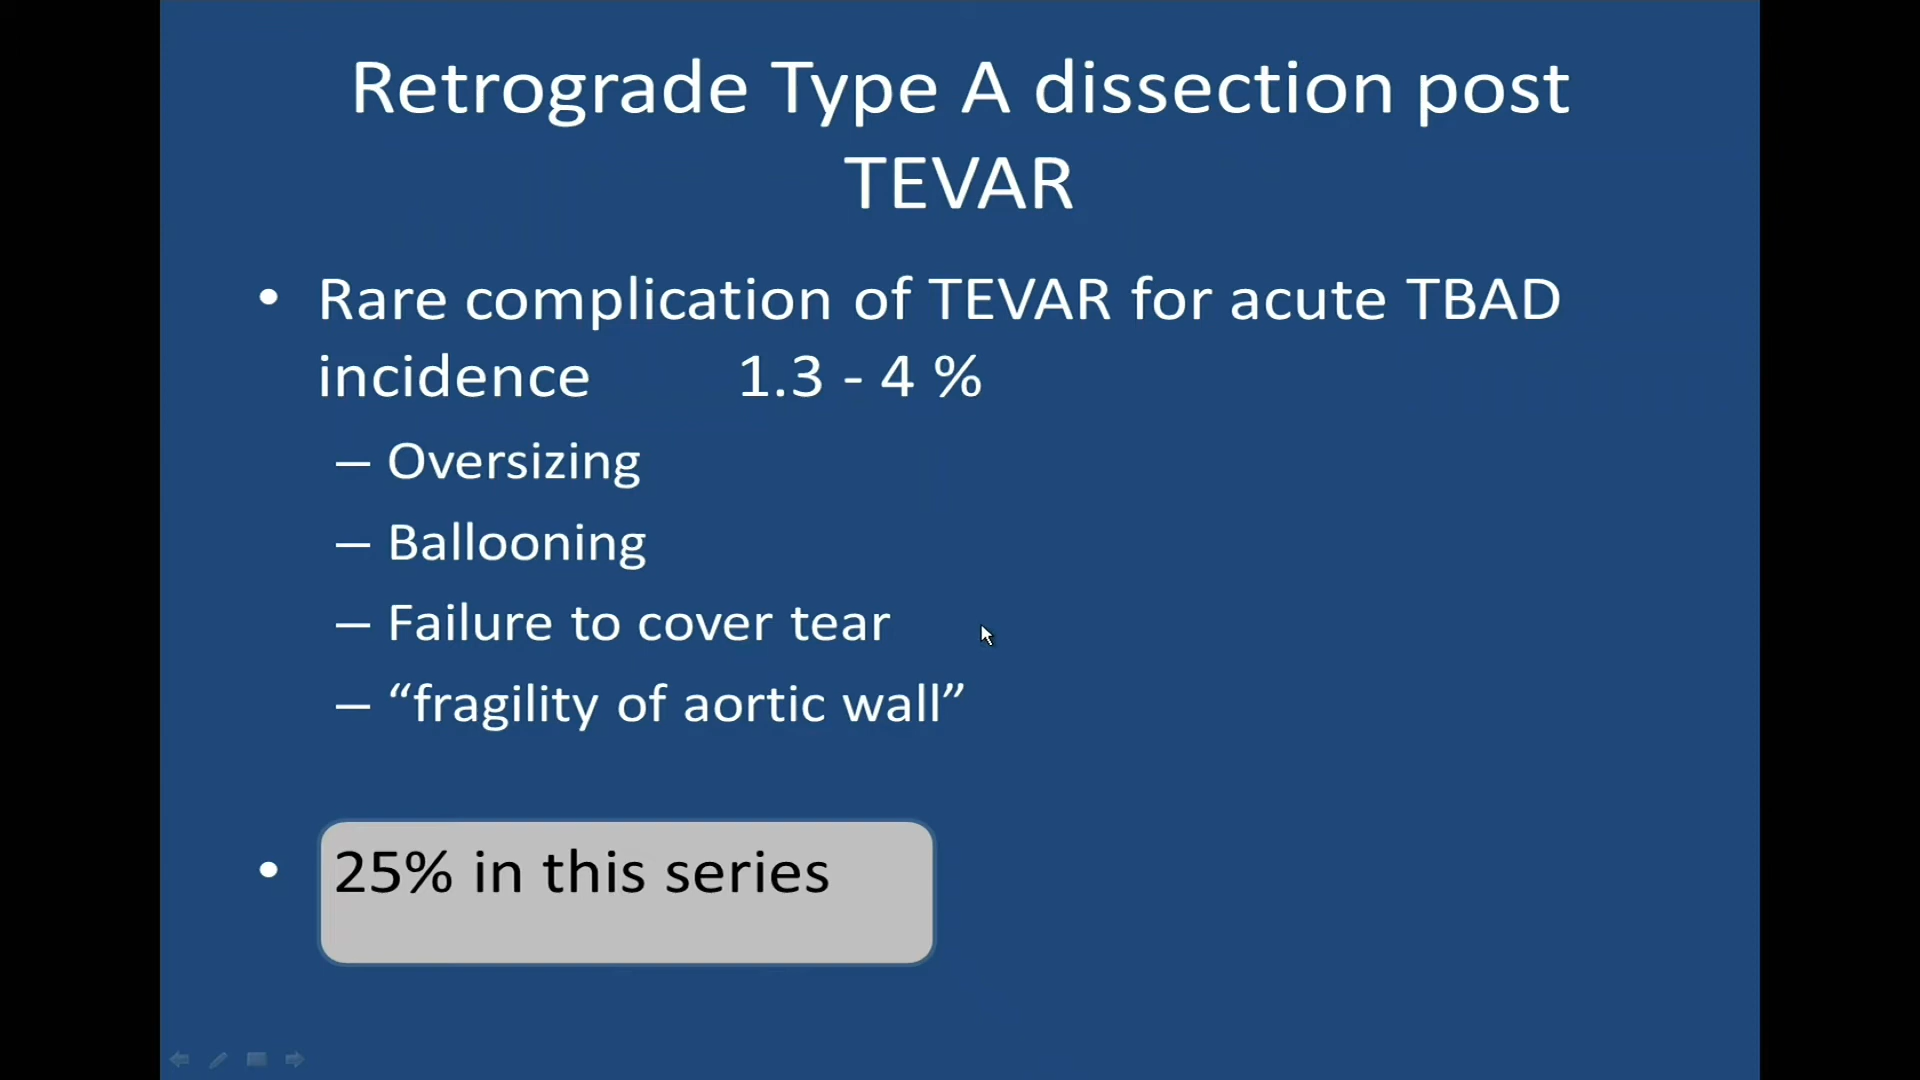 Retrograde Type A dissection post
TEVAR
• Rare complication of TEVAR for acute TBAD
incidence 1.3 - 4 %
– Oversizing
– Ballooning
– Failure to cover tear
– “fragility of aortic wall”
• 25% in this series